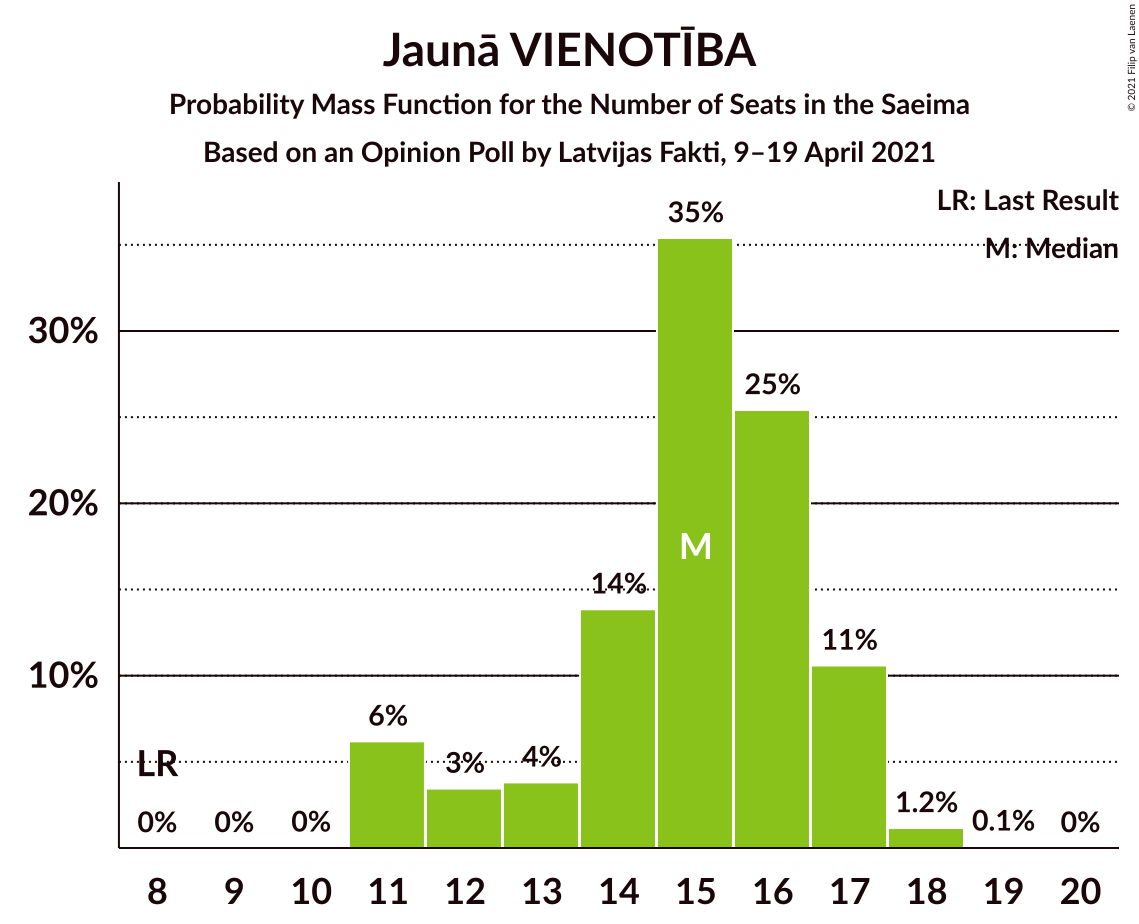 Jaunā VIENOTĪBA
Probability Mass Function for the Number of Seats in the Saeima
Based on an Opinion Poll by Latvijas Fakti, 9–19 April 2021
© 2021 Filip van Laenen
LR: Last Result
M: Median
35%
30%
25%
20%
M
14%
11%
10%
6%
LR
3%
4%
1.2%
0%
0%
0%
0.1%
0%
8 9 10 11 12 13 14 15 16 17 18 19 20